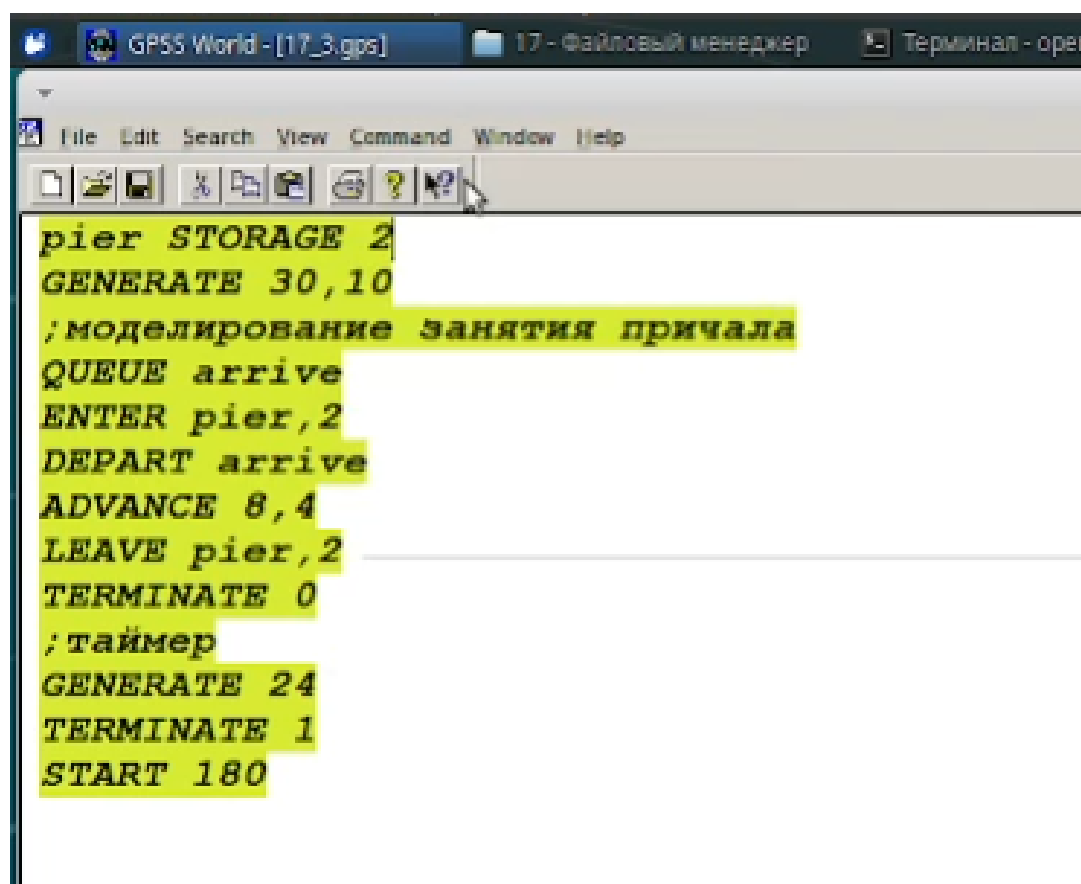 GPSS World - [17_3.gps] 17 - Файловый менеджер Терминал - oper
File Edit Search View Command Window Help
pier STORAGE 2
GENERATE 30,10
;моделирование занятия причала
QUEUE arrive
ENTER pier,2
DEPART arrive
ADVANCE 8,4
LEAVE pier,2
TERMINATE 0
;таймер
GENERATE 24
TERMINATE 1
START 180